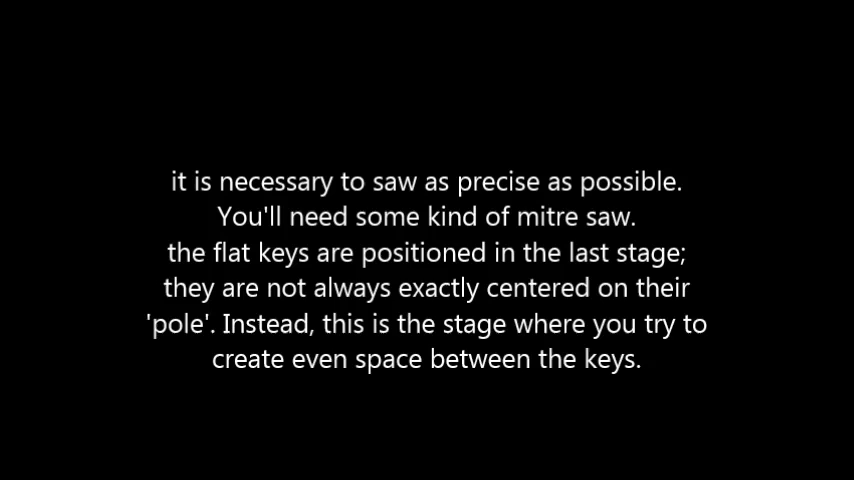 it is necessary to saw as precise as possible.
You'll need some kind of mitre saw.
the flat keys are positioned in the last stage;
they are not always exactly centered on their
'pole'. Instead, this is the stage where you try to
create even space between the keys.